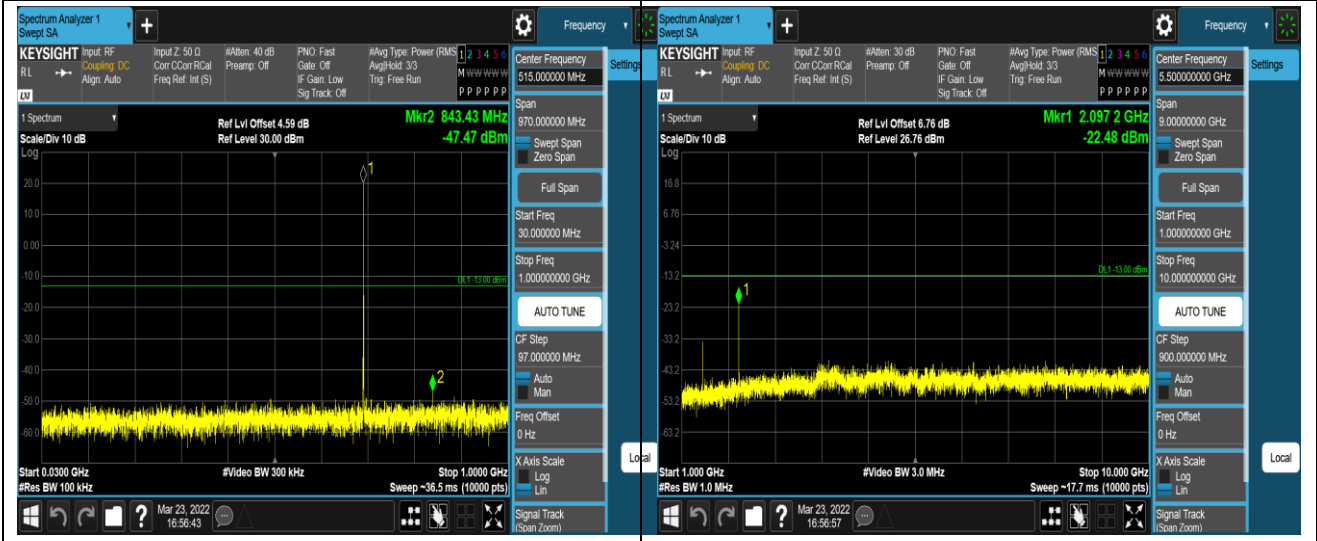 Spectrum Analyzer 1
Swept SA
Frequency
KEYSIGHT
RL
LXI
Input: RF
Coupling: DC
Align: Auto
Input Z: 50 Ω
Corr CCorr RCal
Freq Ref: Int (S)
#Atten: 40 dB
Preamp: Off
PNO: Fast
Gate: Off
IF Gain: Low
Sig Track: Off
#Avg Type: Power (RMS
Avg|Hold: 3/3
Trig: Free Run
1 2 3 4 5 6
M W W W W W
P P P P P P
Center Frequency
515.000000 MHz
Settings
Span
970.000000 MHz
Swept Span
Zero Span
Full Span
Start Freq
30.000000 MHz
Stop Freq
1.000000000 GHz
AUTO TUNE
CF Step
97.000000 MHz
Auto
Man
Freq Offset
0 Hz
X Axis Scale
Log
Lin
Local
Signal Track
(Span Zoom)
1 Spectrum
Scale/Div 10 dB
Log
Ref Lvl Offset 4.59 dB
Ref Level 30.00 dBm
Mkr2 843.43 MHz
-47.47 dBm
1
20.0
10.0
0.00
-10.0
DL1 -13.00 dBm
-20.0
-30.0
-40.0
2
-50.0
-60.0
Start 0.0300 GHz
#Res BW 100 kHz
#Video BW 300 kHz
Stop 1.0000 GHz
Sweep ~36.5 ms (10000 pts)
?
Mar 23, 2022
16:56:43
Spectrum Analyzer 1
Swept SA
Frequency
KEYSIGHT
RL
LXI
Input: RF
Coupling: DC
Align: Auto
Input Z: 50 Ω
Corr CCorr RCal
Freq Ref: Int (S)
#Atten: 30 dB
Preamp: Off
PNO: Fast
Gate: Off
IF Gain: Low
Sig Track: Off
#Avg Type: Power (RMS
Avg|Hold: 3/3
Trig: Free Run
1 2 3 4 5 6
M W W W W W
P P P P P P
Center Frequency
5.500000000 GHz
Settings
Span
9.00000000 GHz
Swept Span
Zero Span
Full Span
Start Freq
1.000000000 GHz
Stop Freq
10.000000000 GHz
AUTO TUNE
CF Step
900.000000 MHz
Auto
Man
Freq Offset
0 Hz
X Axis Scale
Log
Lin
Local
Signal Track
(Span Zoom)
1 Spectrum
Scale/Div 10 dB
Log
Ref Lvl Offset 6.76 dB
Ref Level 26.76 dBm
Mkr1 2.097 2 GHz
-22.48 dBm
16.8
6.76
-3.24
-13.2
DL1 -13.00 dBm
1
-23.2
-33.2
-43.2
-53.2
-63.2
Start 1.000 GHz
#Res BW 1.0 MHz
#Video BW 3.0 MHz
Stop 10.000 GHz
Sweep ~17.7 ms (10000 pts)
?
Mar 23, 2022
16:56:57